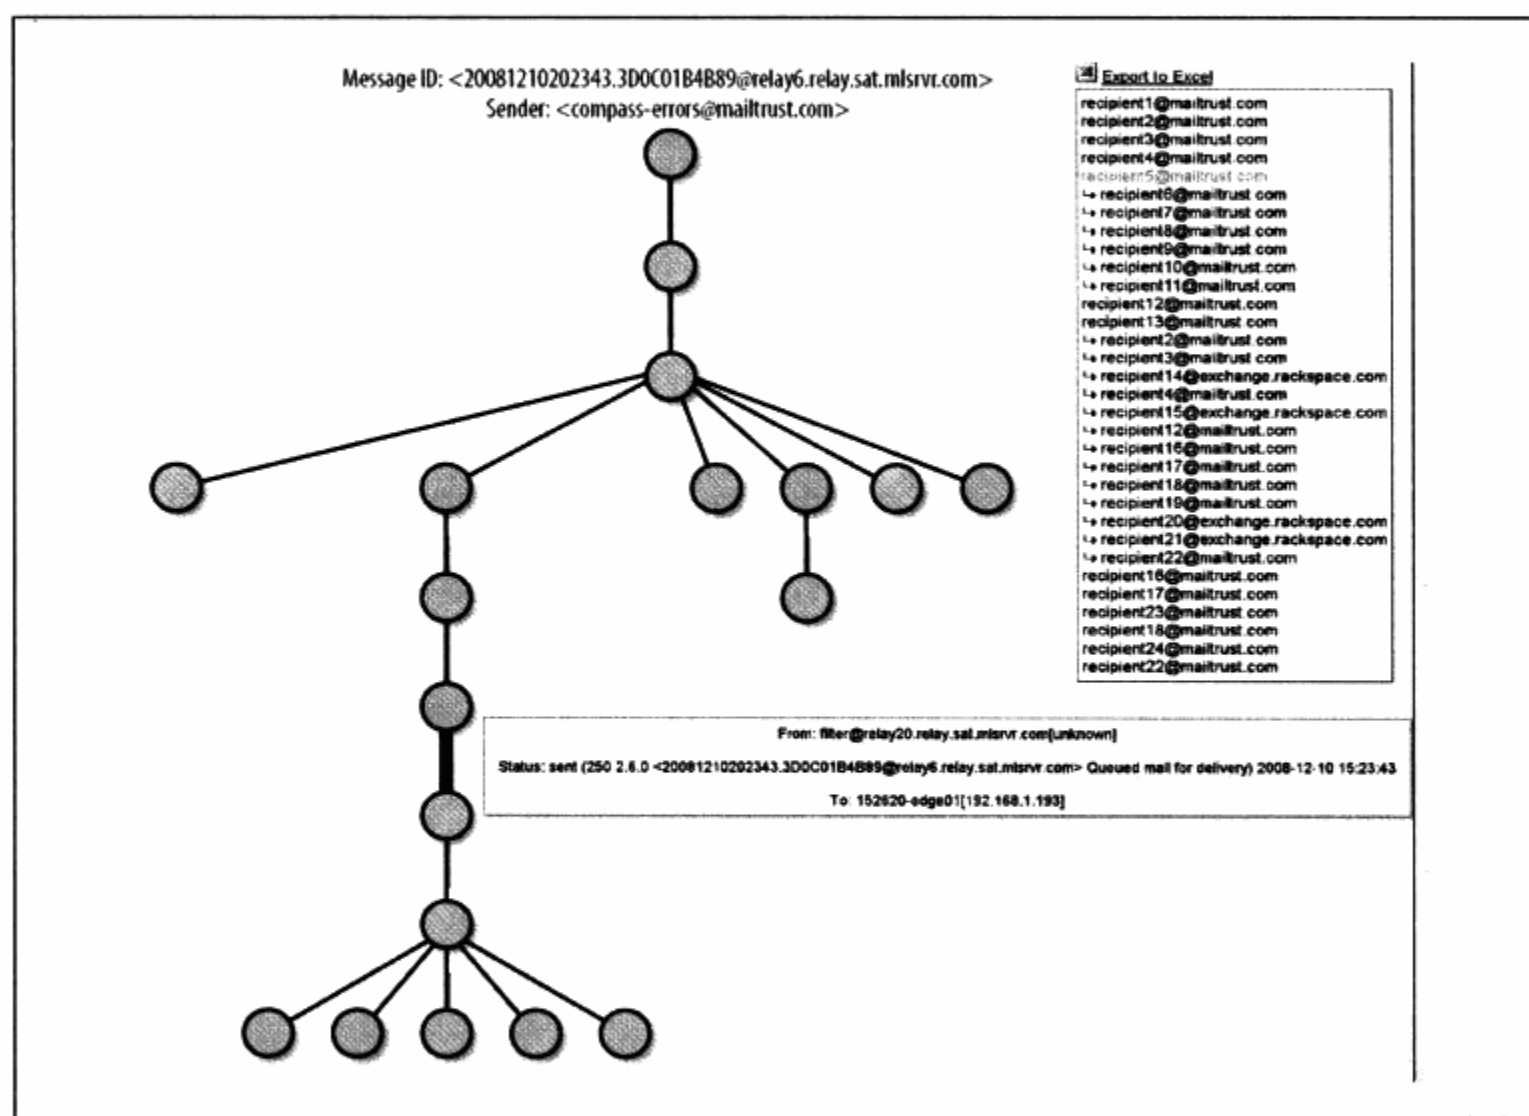 Message ID: <20081210202343.3D0C01B4B89@relay6.relay.sat.mlsrvr.com>
Sender: <compass-errors@mailtrust.com>
Export to Excel
recipient1@mailtrust.com
recipient2@mailtrust.com
recipient3@mailtrust.com
recipient4@mailtrust.com
recipient5@mailtrust.com
↳ recipient6@mailtrust.com
↳ recipient7@mailtrust.com
↳ recipient8@mailtrust.com
↳ recipient9@mailtrust.com
↳ recipient10@mailtrust.com
↳ recipient11@mailtrust.com
recipient12@mailtrust.com
recipient13@mailtrust.com
↳ recipient2@mailtrust.com
↳ recipient3@mailtrust.com
↳ recipient14@exchange.rackspace.com
↳ recipient4@mailtrust.com
↳ recipient15@exchange.rackspace.com
↳ recipient12@mailtrust.com
↳ recipient16@mailtrust.com
↳ recipient17@mailtrust.com
↳ recipient18@mailtrust.com
↳ recipient19@mailtrust.com
↳ recipient20@exchange.rackspace.com
↳ recipient21@exchange.rackspace.com
↳ recipient22@mailtrust.com
recipient16@mailtrust.com
recipient17@mailtrust.com
recipient23@mailtrust.com
recipient18@mailtrust.com
recipient24@mailtrust.com
recipient22@mailtrust.com
From: filter@relay20.relay.sat.mlsrvr.com[unknown]
Status: sent (250 2.6.0 <20081210202343.3D0C01B4B89@relay6.relay.sat.mlsrvr.com> Queued mail for delivery) 2008-12-10 15:23:43
To: 152620-edge01[192.168.1.193]